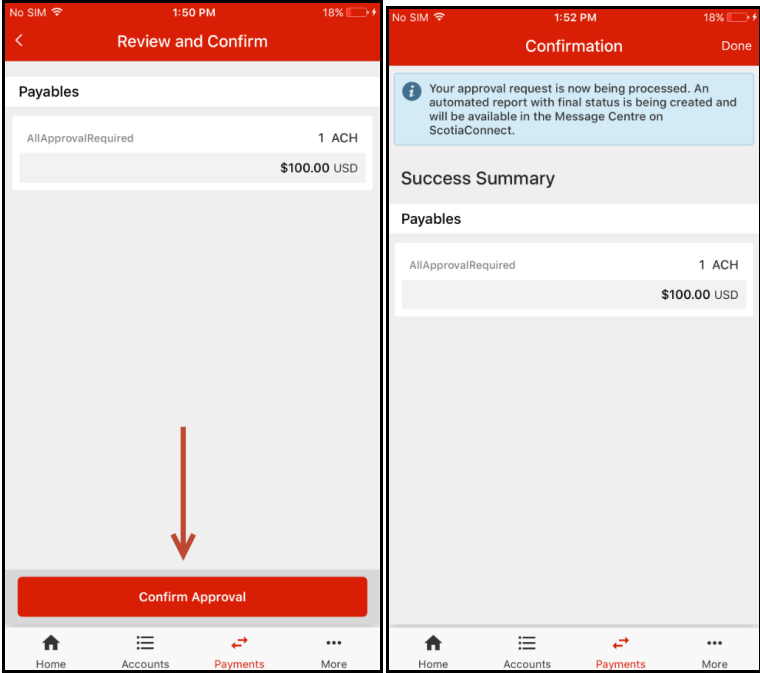 No SIM 1:50 PM 18%
Review and Confirm
Payables
AllApprovalRequired 1 ACH
$100.00 USD
Confirm Approval
Home Accounts Payments More
No SIM 1:52 PM 18%
Confirmation Done
Your approval request is now being processed. An
automated report with final status is being created and
will be available in the Message Centre on
ScotiaConnect.
Success Summary
Payables
AllApprovalRequired 1 ACH
$100.00 USD
Home Accounts Payments More